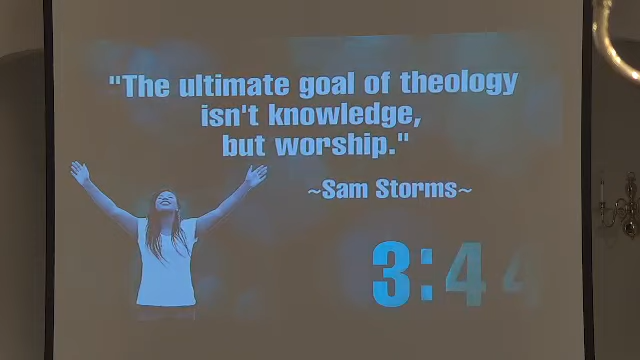 "The ultimate goal of theology
isn't knowledge,
but worship."
~Sam Storms~
3:44